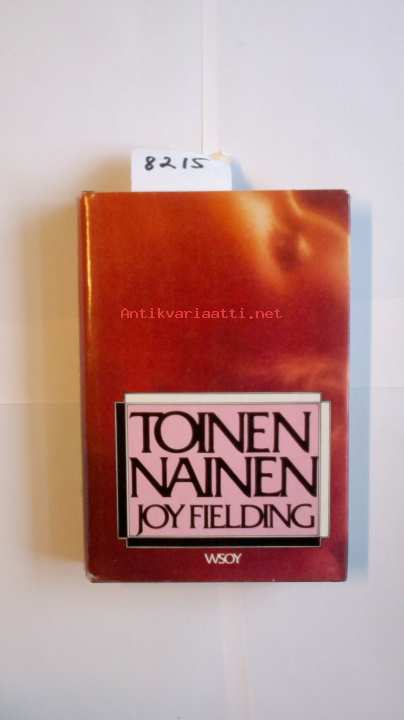 8215
Antikvariaatti.net
TOINEN
NAINEN
JOY FIELDING
WSOY